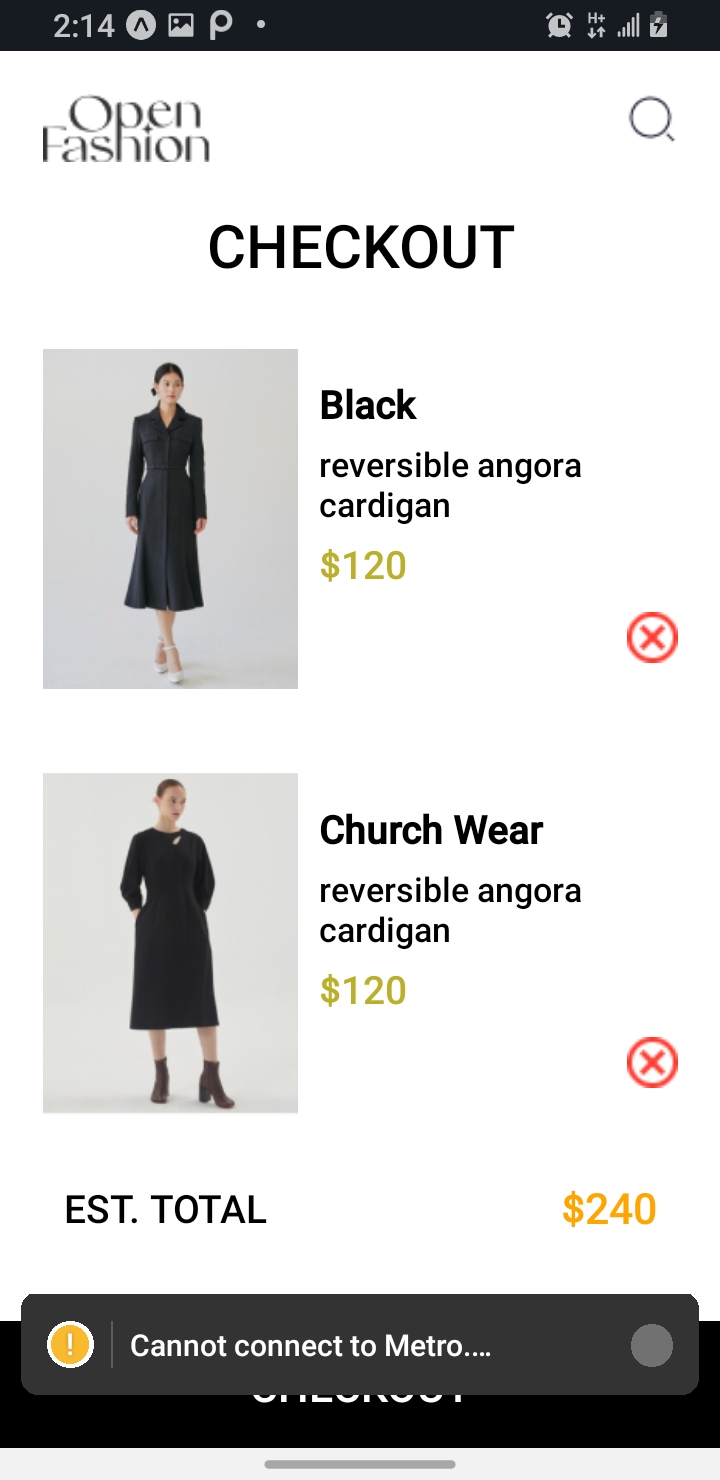 2:14
H+
Open
Fashion
CHECKOUT
Black
reversible angora
cardigan
$120
Church Wear
reversible angora
cardigan
$120
EST. TOTAL
$240
Cannot connect to Metro....
CHECKOUT